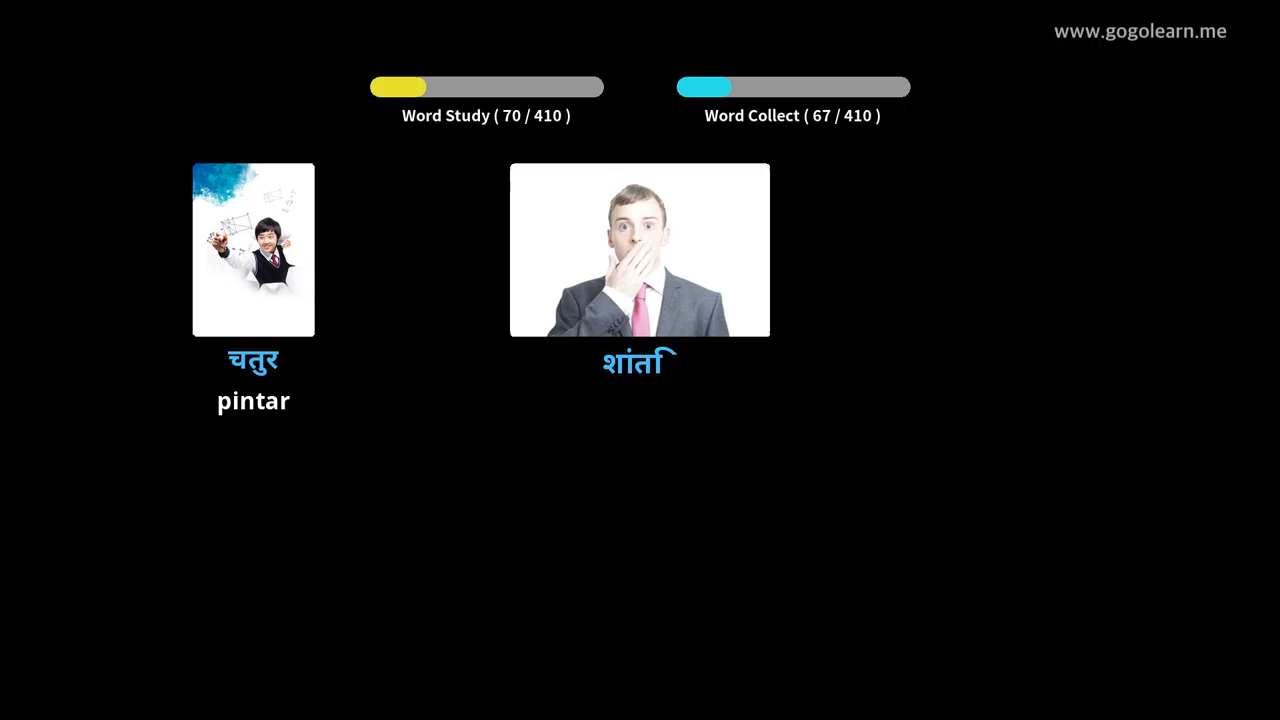 www.gogolearn.me
Word Study ( 70 / 410 )
Word Collect ( 67 / 410 )
चतुर
शांति
pintar